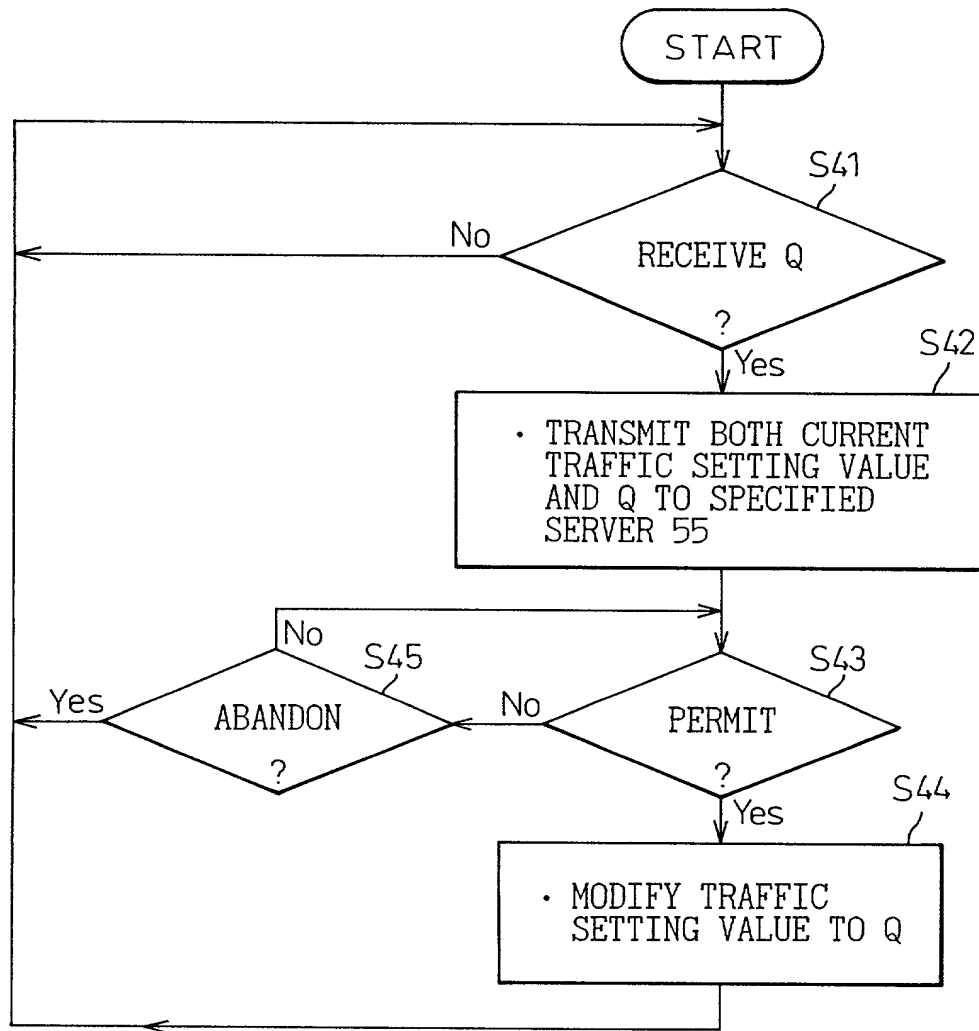 START
S41
No
RECEIVE Q
?
Yes
S42
· TRANSMIT BOTH CURRENT
TRAFFIC SETTING VALUE
AND Q TO SPECIFIED
SERVER 55
No
S45
S43
Yes
ABANDON
?
No
PERMIT
?
Yes
S44
· MODIFY TRAFFIC
SETTING VALUE TO Q